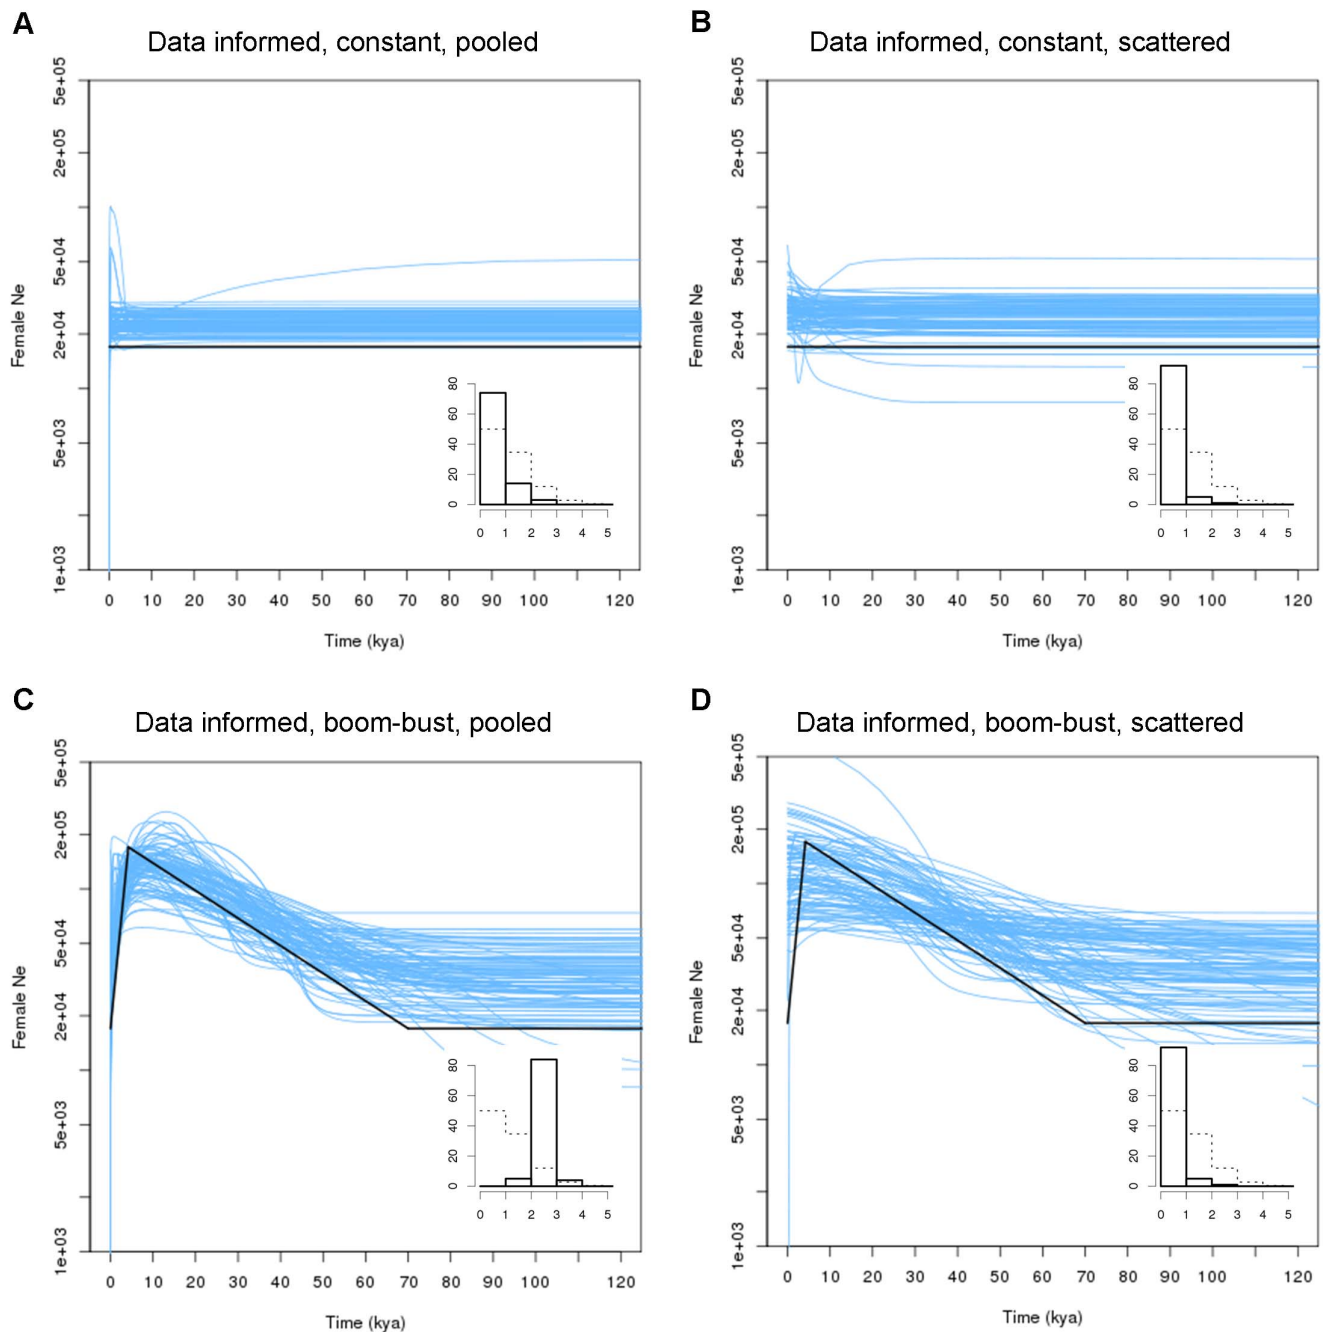 A
Data informed, constant, pooled
Female Ne
5e+05
2e+05
5e+04
2e+04
5e+03
1e+03
80
60
40
20
0
0 1 2 3 4 5
0 10 20 30 40 50 60 70 80 90 100 120
Time (kya)
B
Data informed, constant, scattered
Female Ne
5e+05
2e+05
5e+04
2e+04
5e+03
1e+03
80
60
40
20
0
0 1 2 3 4 5
0 10 20 30 40 50 60 70 80 90 100 120
Time (kya)
C
Data informed, boom-bust, pooled
Female Ne
5e+05
2e+05
5e+04
2e+04
5e+03
1e+03
80
60
40
20
0
0 1 2 3 4 5
0 10 20 30 40 50 60 70 80 90 100 120
Time (kya)
D
Data informed, boom-bust, scattered
Female Ne
5e+05
2e+05
5e+04
2e+04
5e+03
1e+03
80
60
40
20
0
0 1 2 3 4 5
0 10 20 30 40 50 60 70 80 90 100 120
Time (kya)